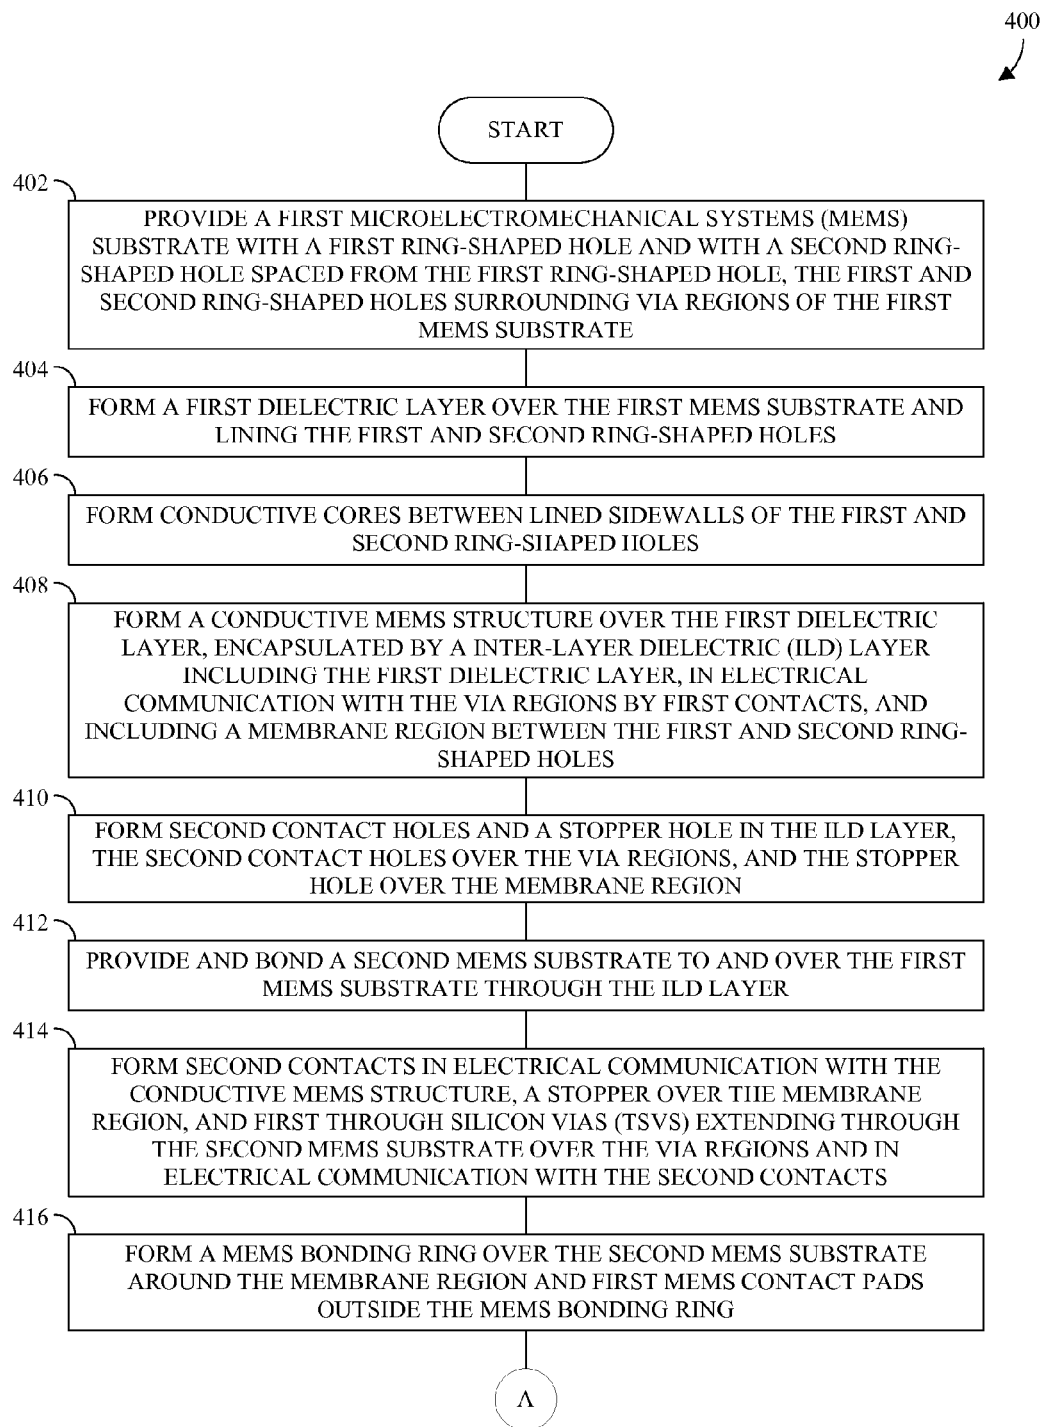 400
START
402
PROVIDE A FIRST MICROELECTROMECHANICAL SYSTEMS (MEMS)
SUBSTRATE WITH A FIRST RING-SHAPED HOLE AND WITH A SECOND RING-
SHAPED HOLE SPACED FROM THE FIRST RING-SHAPED HOLE, THE FIRST AND
SECOND RING-SHAPED HOLES SURROUNDING VIA REGIONS OF THE FIRST
MEMS SUBSTRATE
404
FORM A FIRST DIELECTRIC LAYER OVER THE FIRST MEMS SUBSTRATE AND
LINING THE FIRST AND SECOND RING-SHAPED HOLES
406
FORM CONDUCTIVE CORES BETWEEN LINED SIDEWALLS OF THE FIRST AND
SECOND RING-SHAPED HOLES
408
FORM A CONDUCTIVE MEMS STRUCTURE OVER THE FIRST DIELECTRIC
LAYER, ENCAPSULATED BY A INTER-LAYER DIELECTRIC (ILD) LAYER
INCLUDING THE FIRST DIELECTRIC LAYER, IN ELECTRICAL
COMMUNICATION WITH THE VIA REGIONS BY FIRST CONTACTS, AND
INCLUDING A MEMBRANE REGION BETWEEN THE FIRST AND SECOND RING-
SHAPED HOLES
410
FORM SECOND CONTACT HOLES AND A STOPPER HOLE IN THE ILD LAYER,
THE SECOND CONTACT HOLES OVER THE VIA REGIONS, AND THE STOPPER
HOLE OVER THE MEMBRANE REGION
412
PROVIDE AND BOND A SECOND MEMS SUBSTRATE TO AND OVER THE FIRST
MEMS SUBSTRATE THROUGH THE ILD LAYER
414
FORM SECOND CONTACTS IN ELECTRICAL COMMUNICATION WITH THE
CONDUCTIVE MEMS STRUCTURE, A STOPPER OVER THE MEMBRANE
REGION, AND FIRST THROUGH SILICON VIAS (TSVS) EXTENDING THROUGH
THE SECOND MEMS SUBSTRATE OVER THE VIA REGIONS AND IN
ELECTRICAL COMMUNICATION WITH THE SECOND CONTACTS
416
FORM A MEMS BONDING RING OVER THE SECOND MEMS SUBSTRATE
AROUND THE MEMBRANE REGION AND FIRST MEMS CONTACT PADS
OUTSIDE THE MEMS BONDING RING
A